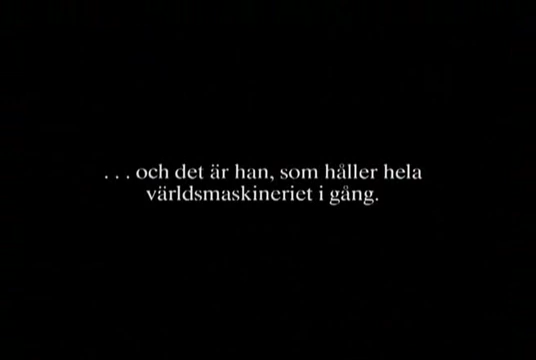 . . . och det är han, som håller hela
världsmaskineriet i gång.